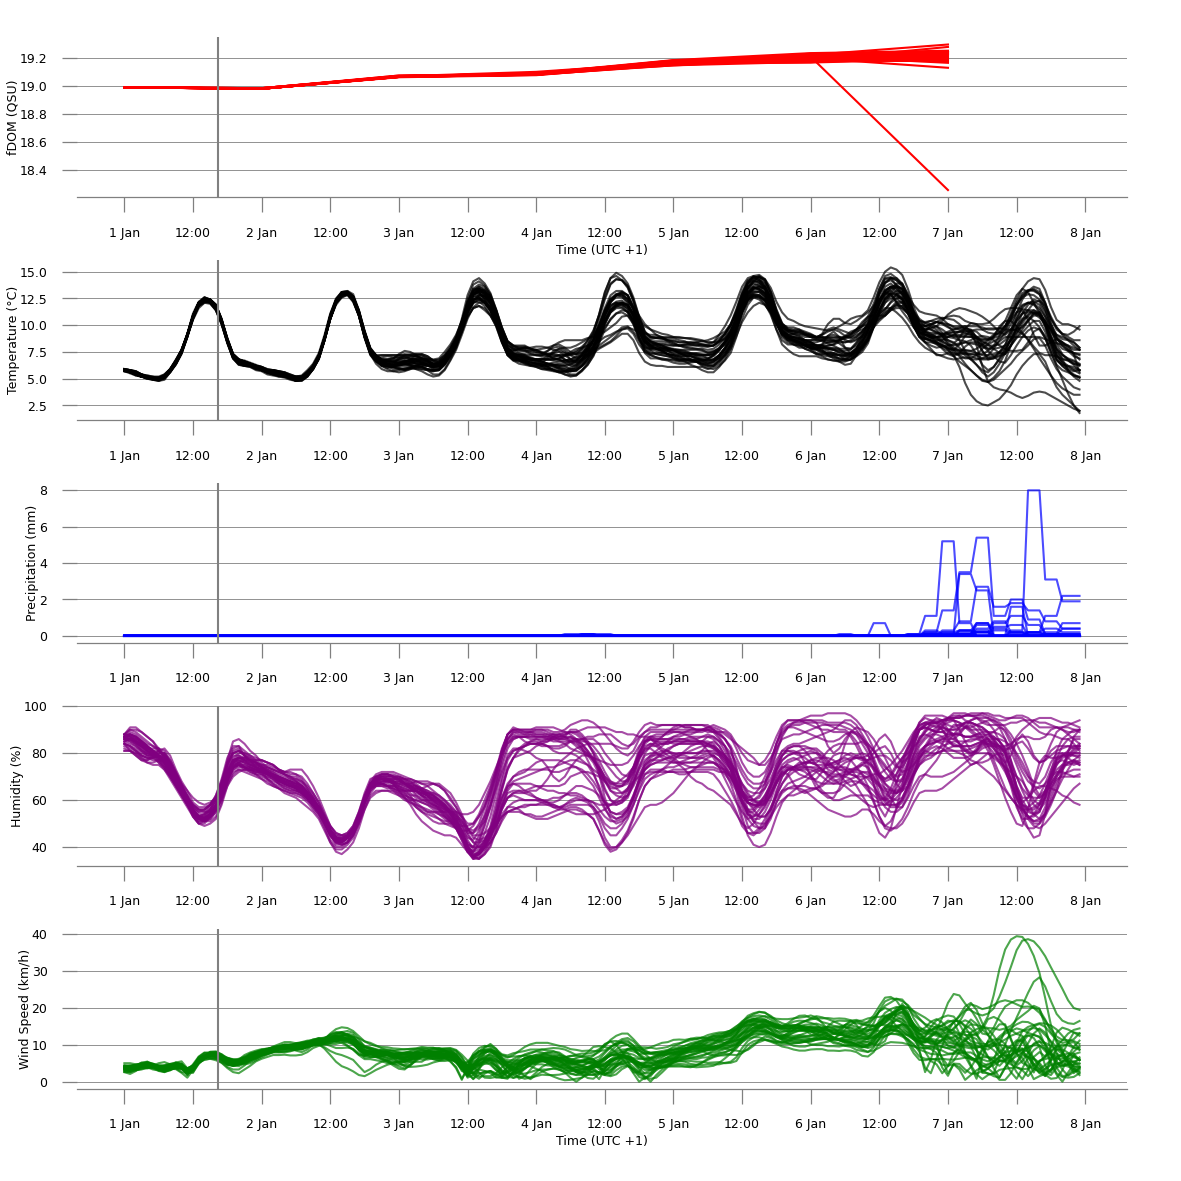 19.2
19.0
18.8
18.6
18.4
fDOM (QSU)
1 Jan 12:00 2 Jan 12:00 3 Jan 12:00 4 Jan 12:00 5 Jan 12:00 6 Jan 12:00 7 Jan 12:00 8 Jan
Time (UTC +1)
15.0
12.5
10.0
7.5
5.0
2.5
Temperature (°C)
1 Jan 12:00 2 Jan 12:00 3 Jan 12:00 4 Jan 12:00 5 Jan 12:00 6 Jan 12:00 7 Jan 12:00 8 Jan
8
6
4
2
0
Precipitation (mm)
1 Jan 12:00 2 Jan 12:00 3 Jan 12:00 4 Jan 12:00 5 Jan 12:00 6 Jan 12:00 7 Jan 12:00 8 Jan
100
80
60
40
Humidity (%)
1 Jan 12:00 2 Jan 12:00 3 Jan 12:00 4 Jan 12:00 5 Jan 12:00 6 Jan 12:00 7 Jan 12:00 8 Jan
40
30
20
10
0
Wind Speed (km/h)
1 Jan 12:00 2 Jan 12:00 3 Jan 12:00 4 Jan 12:00 5 Jan 12:00 6 Jan 12:00 7 Jan 12:00 8 Jan
Time (UTC +1)